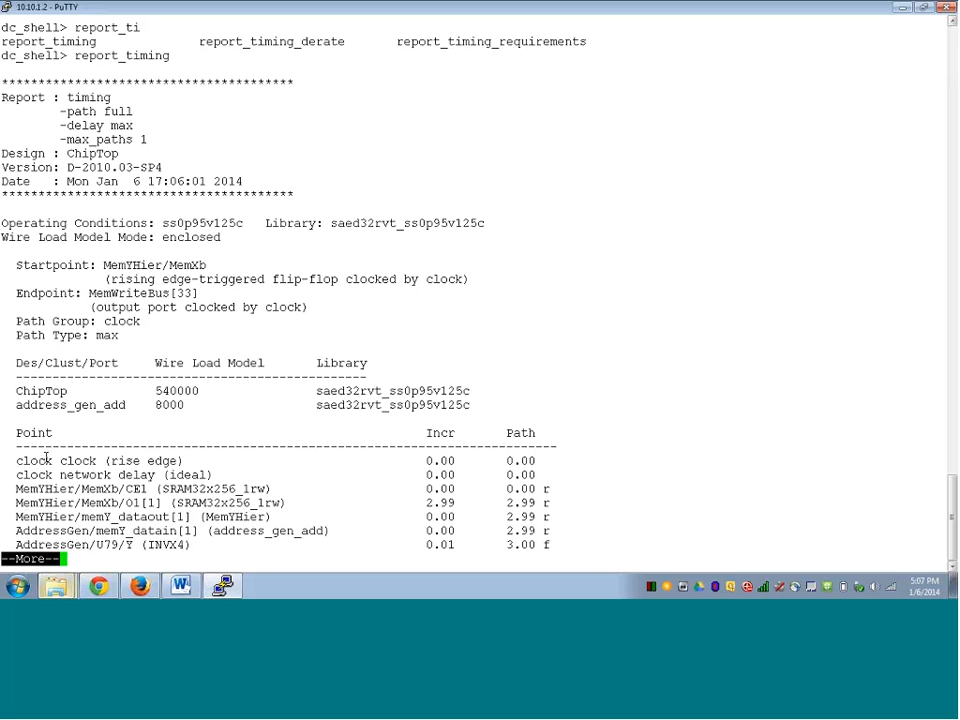 10.10.1.2 - PuTTY
dc_shell> report_ti
report_timing report_timing_derate report_timing_requirements
dc_shell> report_timing
****************************************
Report : timing
-path full
-delay max
-max_paths 1
Design : ChipTop
Version: D-2010.03-SP4
Date : Mon Jan 6 17:06:01 2014
****************************************
Operating Conditions: ss0p95v125c Library: saed32rvt_ss0p95v125c
Wire Load Model Mode: enclosed
Startpoint: MemYHier/MemXb
(rising edge-triggered flip-flop clocked by clock)
Endpoint: MemWriteBus[33]
(output port clocked by clock)
Path Group: clock
Path Type: max
Des/Clust/Port Wire Load Model Library
------------------------------------------------
ChipTop 540000 saed32rvt_ss0p95v125c
address_gen_add 8000 saed32rvt_ss0p95v125c
Point Incr Path
--------------------------------------------------------------------------
clock clock (rise edge) 0.00 0.00
clock network delay (ideal) 0.00 0.00
MemYHier/MemXb/CE1 (SRAM32x256_1rw) 0.00 0.00 r
MemYHier/MemXb/O1[1] (SRAM32x256_1rw) 2.99 2.99 r
MemYHier/memY_dataout[1] (MemYHier) 0.00 2.99 r
AddressGen/memY_datain[1] (address_gen_add) 0.00 2.99 r
AddressGen/U79/Y (INVX4) 0.01 3.00 f
--More--
5:07 PM
1/6/2014